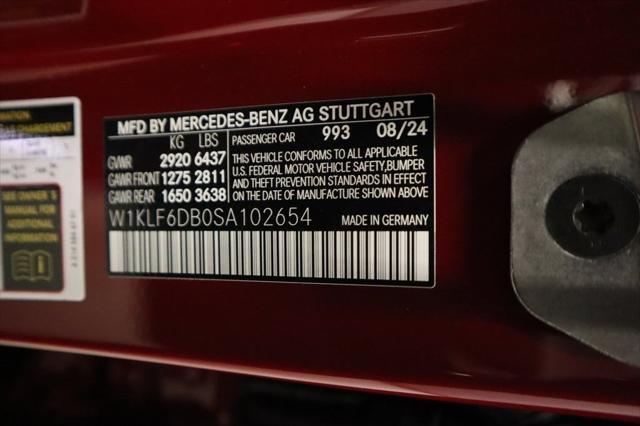 MFD BY MERCEDES-BENZ AG STUTTGART
KG LBS
PASSENGER CAR 993 08/24
GVWR 2920 6437
GAWR FRONT 1275 2811
GAWR REAR 1650 3638
THIS VEHICLE CONFORMS TO ALL APPLICABLE
U.S. FEDERAL MOTOR VEHICLE SAFETY,BUMPER
AND THEFT PREVENTION STANDARDS IN EFFECT
ON THE DATE OF MANUFACTURE SHOWN ABOVE
W1KLF6DB0SA102654
MADE IN GERMANY
SEE OWNER'S
MANUAL FOR
ADDITIONAL
INFORMATION